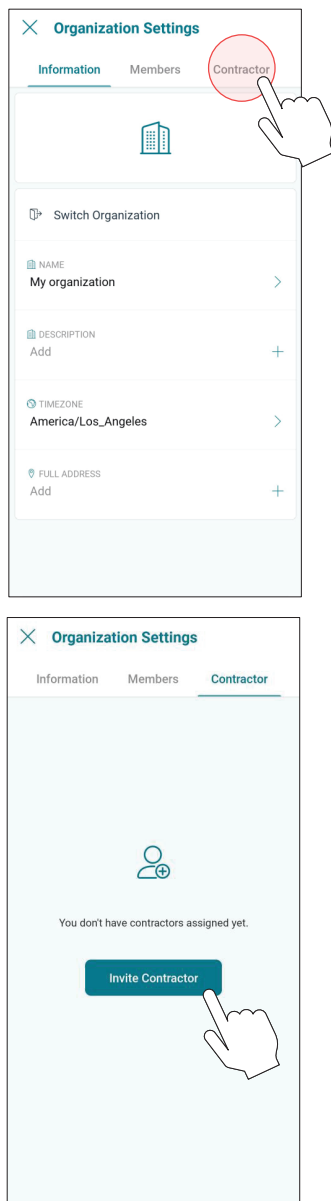 Organization Settings
Information Members Contractor
Switch Organization
NAME
My organization
DESCRIPTION
Add
TIMEZONE
America/Los_Angeles
FULL ADDRESS
Add
Organization Settings
Information Members Contractor
You don't have contractors assigned yet.
Invite Contractor